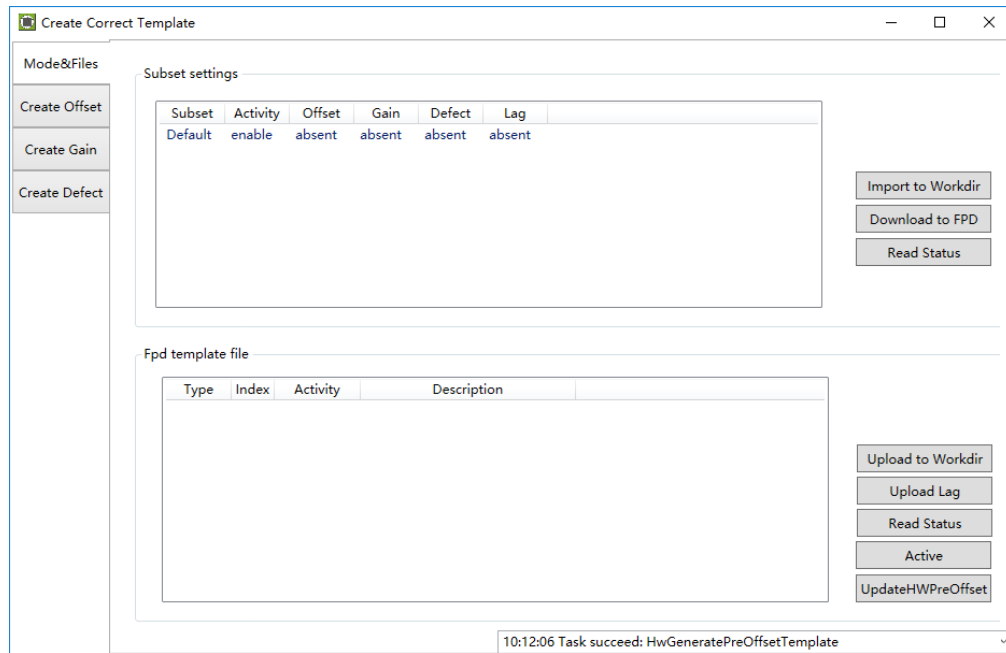 Create Correct Template
Mode&Files
Create Offset
Create Gain
Create Defect
Subset settings
Subset Activity Offset Gain Defect Lag
Default enable absent absent absent absent
Import to Workdir
Download to FPD
Read Status
Fpd template file
Type Index Activity Description
Upload to Workdir
Upload Lag
Read Status
Active
UpdateHWPreOffset
10:12:06 Task succeed: HwGeneratePreOffsetTemplate